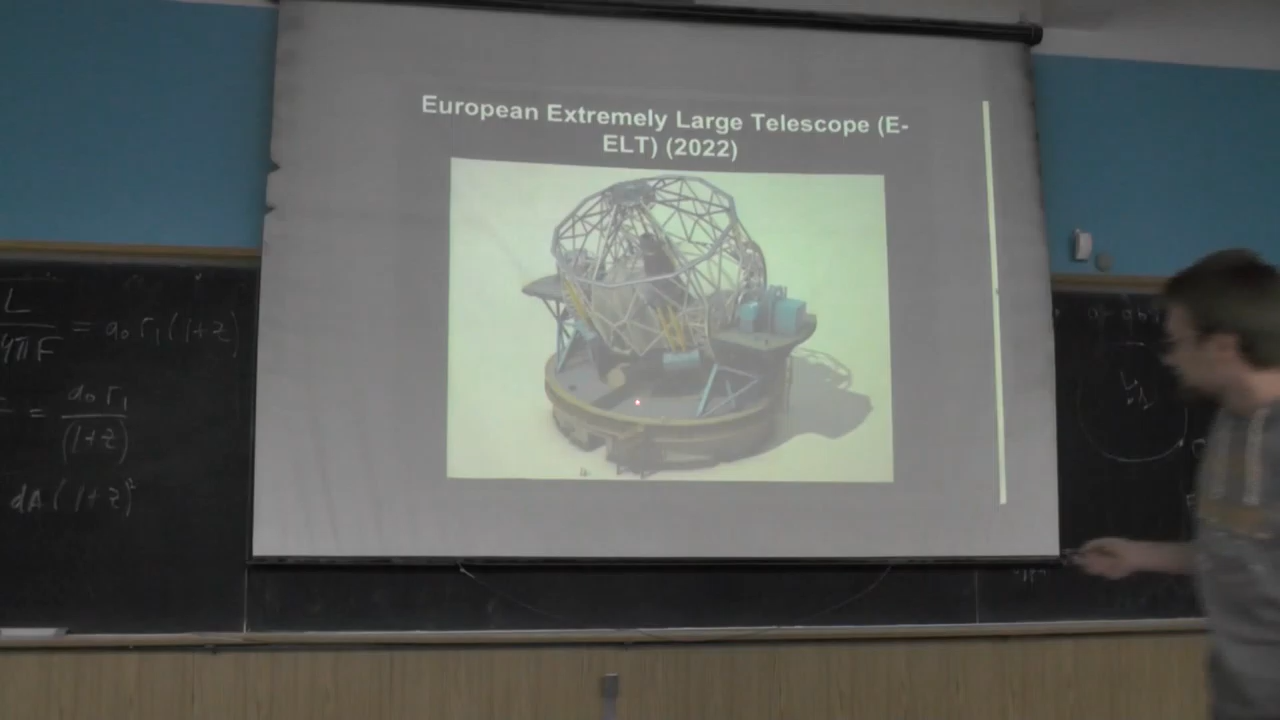 European Extremely Large Telescope (E-
ELT) (2022)
L
4πF
= a₀ r₁ (1+z)
= a₀ r₁
(1+z)
dA (1+z)²